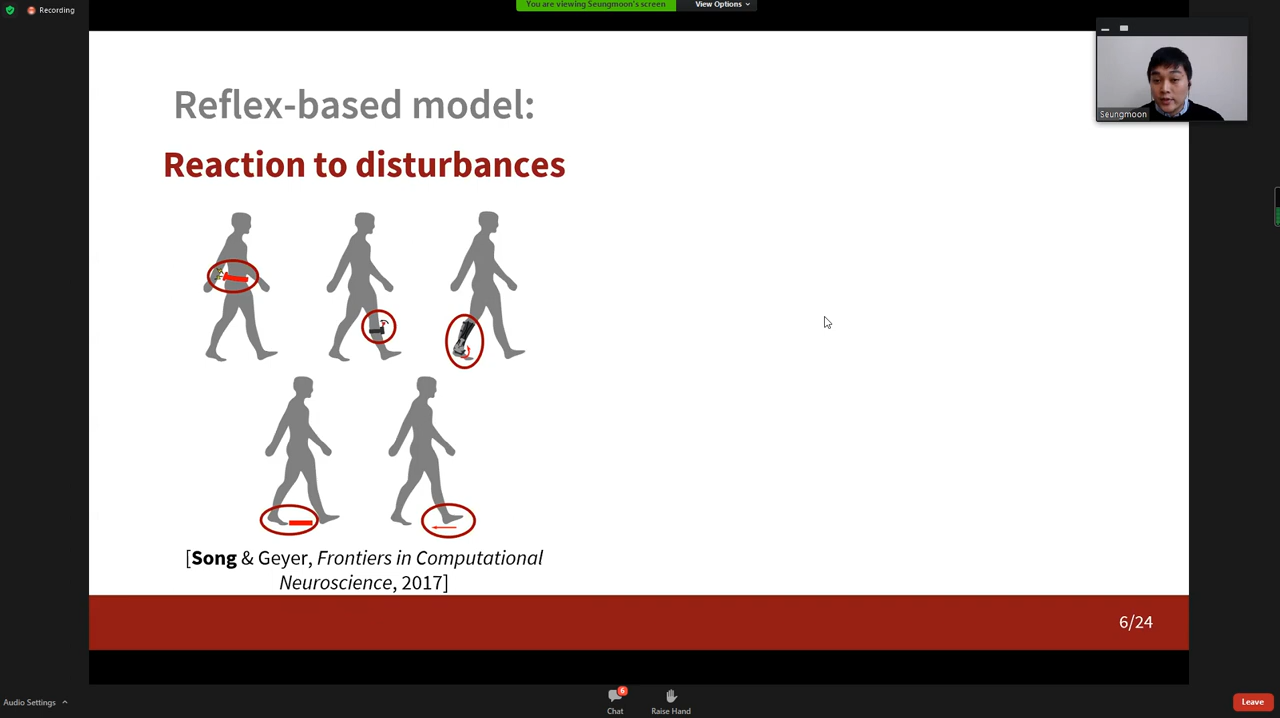 Recording
You are viewing Seungmoon's screen
View Options
Seungmoon
Reflex-based model:
Reaction to disturbances
[Song & Geyer, Frontiers in Computational
Neuroscience, 2017]
6/24
Audio Settings
6
Chat
Raise Hand
Leave